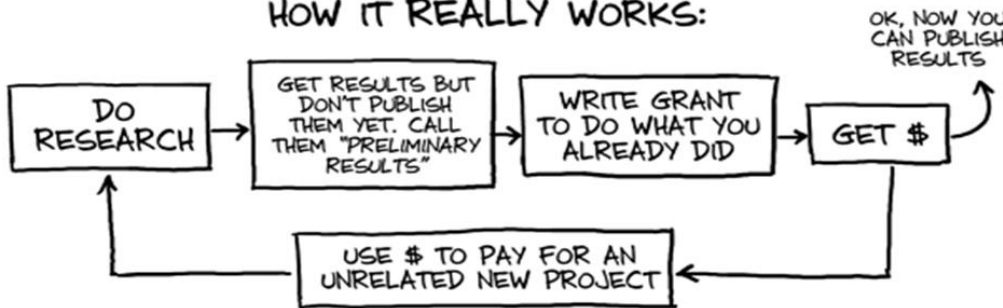 HOW IT REALLY WORKS:
OK, NOW YOU
CAN PUBLISH
RESULTS
DO
RESEARCH
GET RESULTS BUT
DON'T PUBLISH
THEM YET. CALL
THEM "PRELIMINARY
RESULTS"
WRITE GRANT
TO DO WHAT YOU
ALREADY DID
GET $
USE $ TO PAY FOR AN
UNRELATED NEW PROJECT